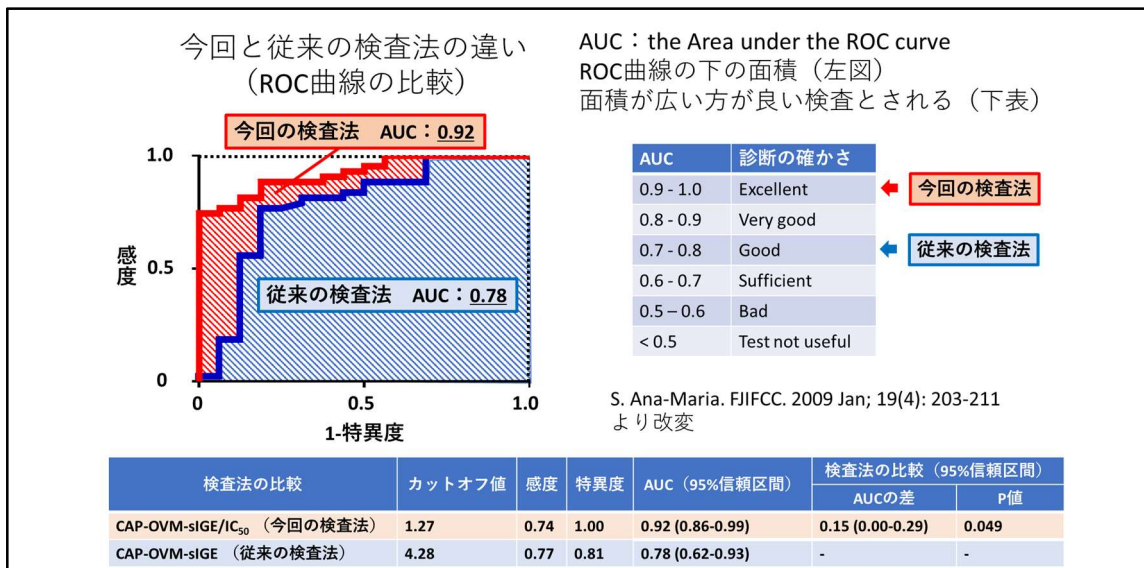 今回と従来の検査法の違い
（ROC曲線の比較）
今回の検査法　AUC：0.92
1.0
0.5
0
感度
従来の検査法　AUC：0.78
0
0.5
1.0
1-特異度
AUC：the Area under the ROC curve
ROC曲線の下の面積（左図）
面積が広い方が良い検査とされる（下表）
AUC 診断の確かさ
0.9 - 1.0 Excellent
0.8 - 0.9 Very good
0.7 - 0.8 Good
0.6 - 0.7 Sufficient
0.5 – 0.6 Bad
< 0.5 Test not useful
今回の検査法
従来の検査法
S. Ana-Maria. FJIFCC. 2009 Jan; 19(4): 203-211
より改変
検査法の比較 カットオフ値 感度 特異度 AUC（95%信頼区間） 検査法の比較（95%信頼区間）
AUCの差 P値
CAP-OVM-sIGE/IC₅₀ （今回の検査法） 1.27 0.74 1.00 0.92 (0.86-0.99) 0.15 (0.00-0.29) 0.049
CAP-OVM-sIGE （従来の検査法） 4.28 0.77 0.81 0.78 (0.62-0.93) - -